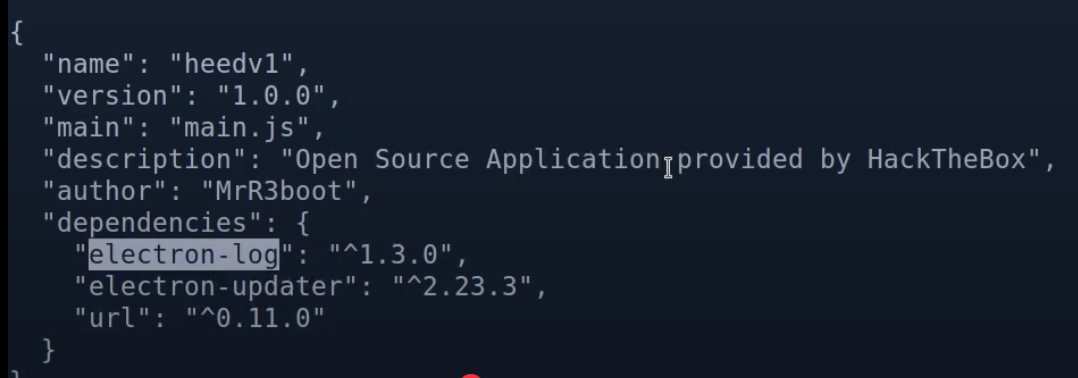 {
"name": "heedv1",
"version": "1.0.0",
"main": "main.js",
"description": "Open Source Application provided by HackTheBox",
"author": "MrR3boot",
"dependencies": {
"electron-log": "^1.3.0",
"electron-updater": "^2.23.3",
"url": "^0.11.0"
}
}